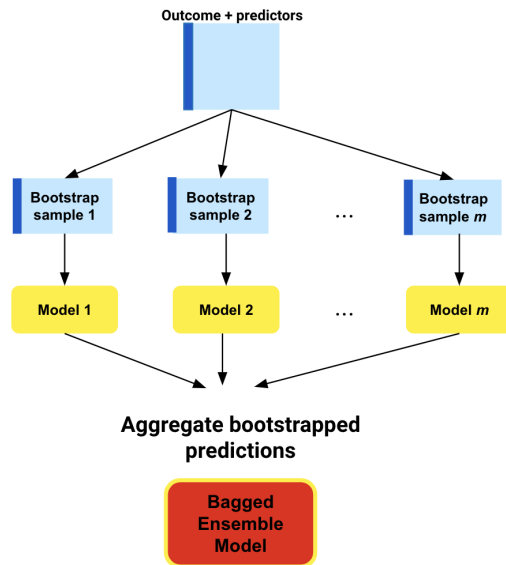 Outcome + predictors
Bootstrap
sample 1
Bootstrap
sample 2
...
Bootstrap
sample m
Model 1
Model 2
...
Model m
Aggregate bootstrapped
predictions
Bagged
Ensemble
Model